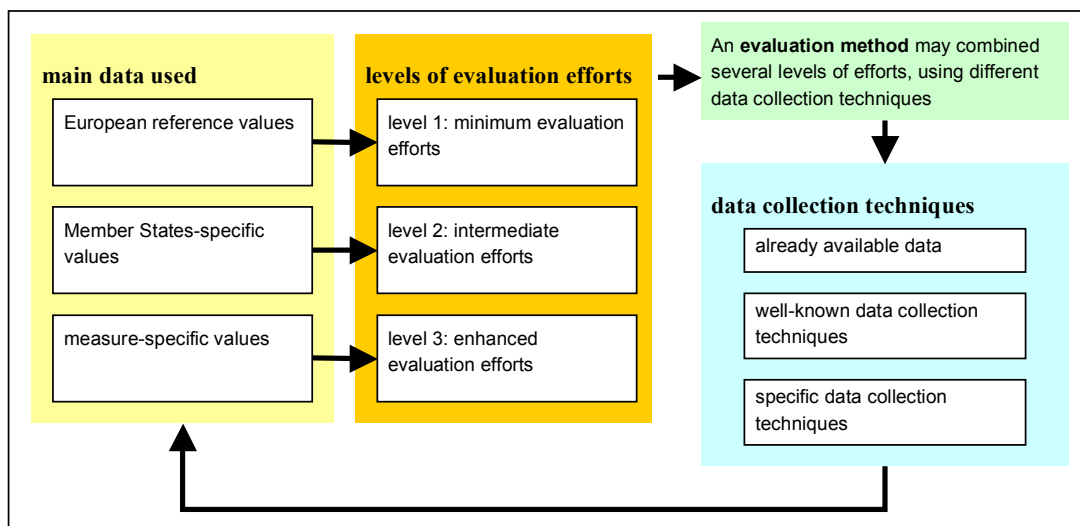 main data used
European reference values
Member States-specific
values
measure-specific values
levels of evaluation efforts
level 1: minimum evaluation
efforts
level 2: intermediate
evaluation efforts
level 3: enhanced
evaluation efforts
An evaluation method may combined
several levels of efforts, using different
data collection techniques
data collection techniques
already available data
well-known data collection
techniques
specific data collection
techniques